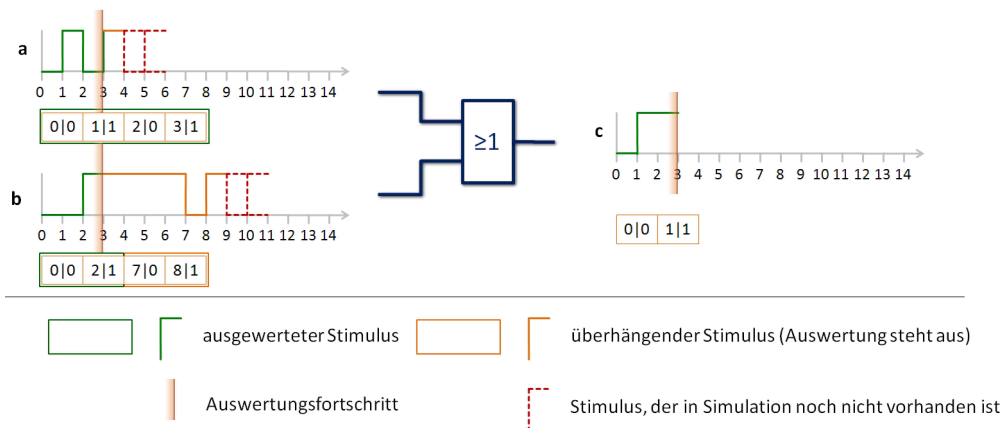 a
0 1 2 3 4 5 6 7 8 9 10 11 12 13 14
0|0 1|1 2|0 3|1
b
0 1 2 3 4 5 6 7 8 9 10 11 12 13 14
0|0 2|1 7|0 8|1
≥1
c
0 1 2 3 4 5 6 7 8 9 10 11 12 13 14
0|0 1|1
ausgewerteter Stimulus
überhängender Stimulus (Auswertung steht aus)
Auswertungsfortschritt
Stimulus, der in Simulation noch nicht vorhanden ist